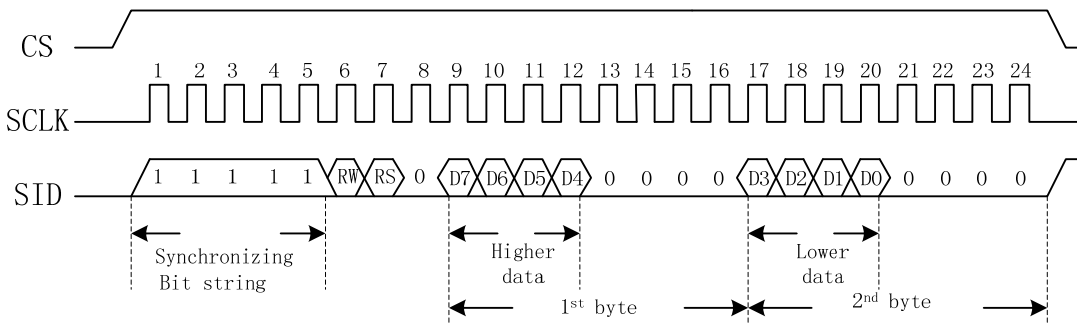 CS
1 2 3 4 5 6 7 8 9 10 11 12 13 14 15 16 17 18 19 20 21 22 23 24
SCLK
SID 1 1 1 1 1 RW RS 0 D7 D6 D5 D4 0 0 0 0 D3 D2 D1 D0 0 0 0 0
Synchronizing
Bit string
Higher
data
Lower
data
1st byte
2nd byte